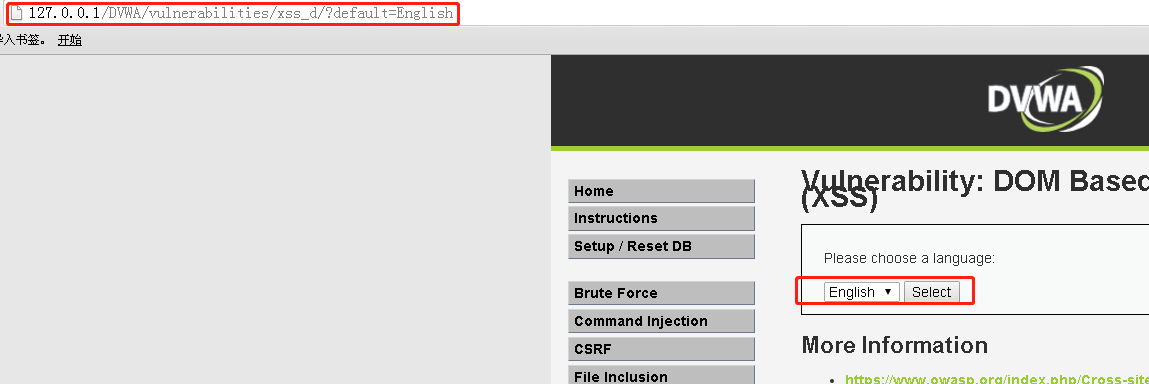 127.0.0.1/DVWA/vulnerabilities/xss_d/?default=English
导入书签。 开始
DVWA
Home
Instructions
Setup / Reset DB
Brute Force
Command Injection
CSRF
File Inclusion
Vulnerability: DOM Based
(XSS)
Please choose a language:
English ▼ Select
More Information
• https://www.owasp.org/index.php/Cross-site